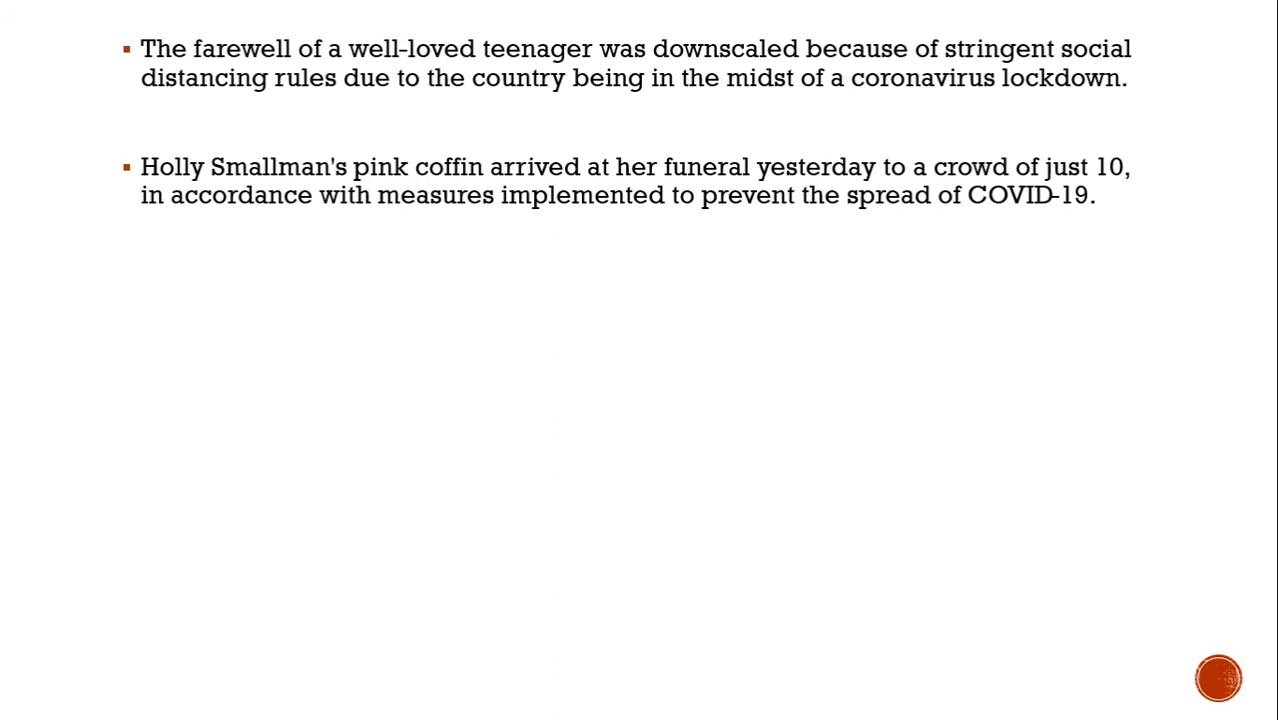 The farewell of a well-loved teenager was downscaled because of stringent social
distancing rules due to the country being in the midst of a coronavirus lockdown.
Holly Smallman's pink coffin arrived at her funeral yesterday to a crowd of just 10,
in accordance with measures implemented to prevent the spread of COVID-19.